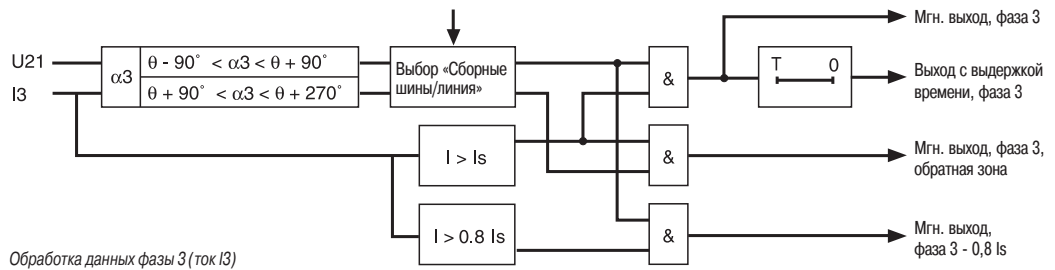 Мгн. выход, фаза 3
U21
α3
θ - 90˚ < α3 < θ + 90˚
Выбор «Сборные
шины/линия»
&
T 0
Выход с выдержкой
времени, фаза 3
I3
θ + 90˚ < α3 < θ + 270˚
I > Is
&
Мгн. выход, фаза 3,
обратная зона
I > 0.8 Is
&
Мгн. выход,
фаза 3 - 0,8 Is
Обработка данных фазы 3 (ток I3)